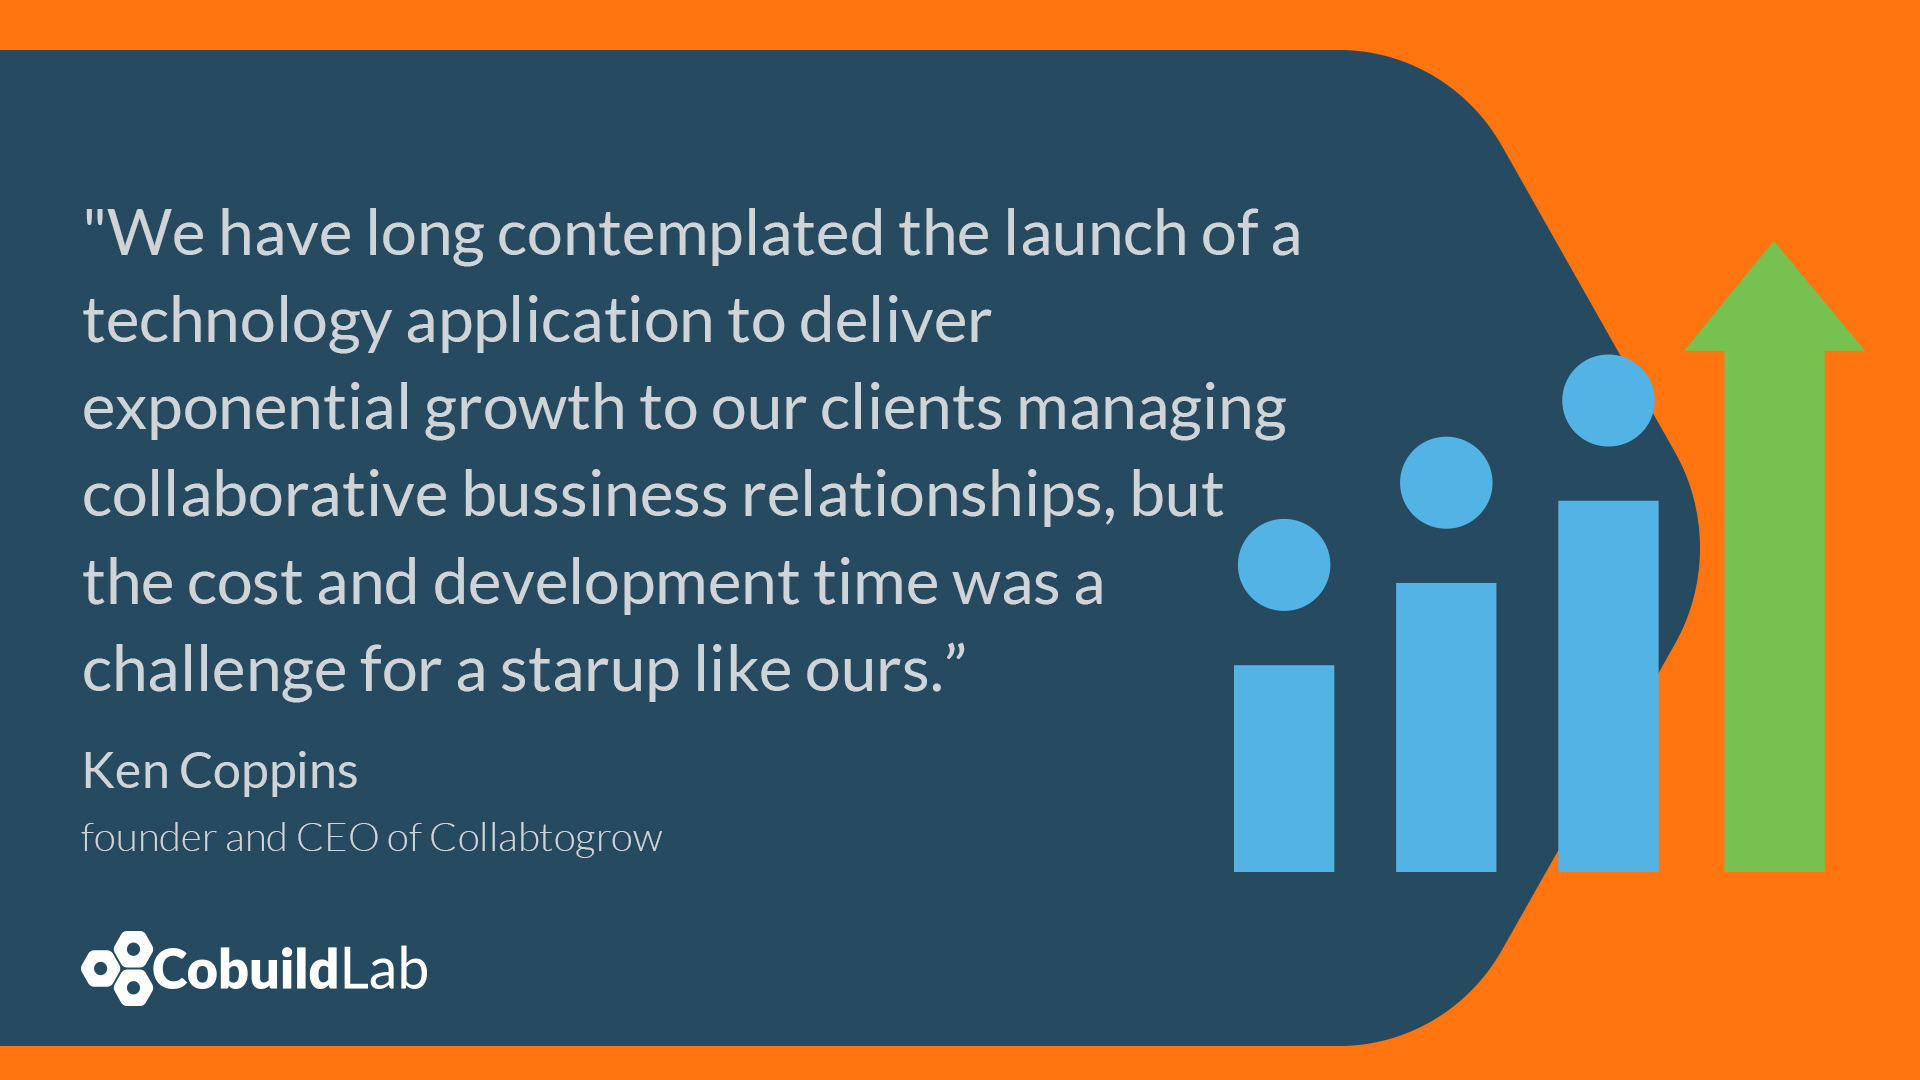 "We have long contemplated the launch of a
technology application to deliver
exponential growth to our clients managing
collaborative bussiness relationships, but
the cost and development time was a
challenge for a starup like ours.”
Ken Coppins
founder and CEO of Collabtogrow
CobuildLab